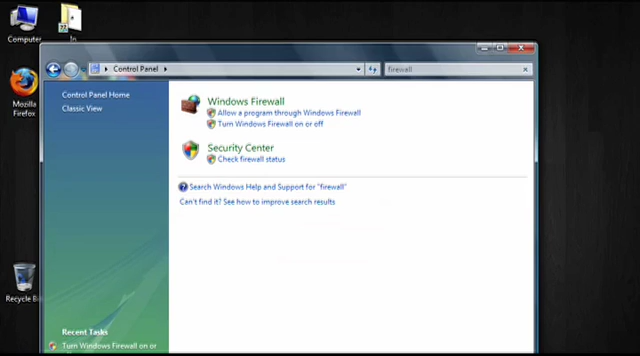 Computer
In
Control Panel
firewall
Mozilla
Firefox
Control Panel Home
Classic View
Windows Firewall
Allow a program through Windows Firewall
Turn Windows Firewall on or off
Security Center
Check firewall status
Search Windows Help and Support for "firewall"
Can't find it? See how to improve search results
Recycle
Recent Tasks
Turn Windows Firewall on or